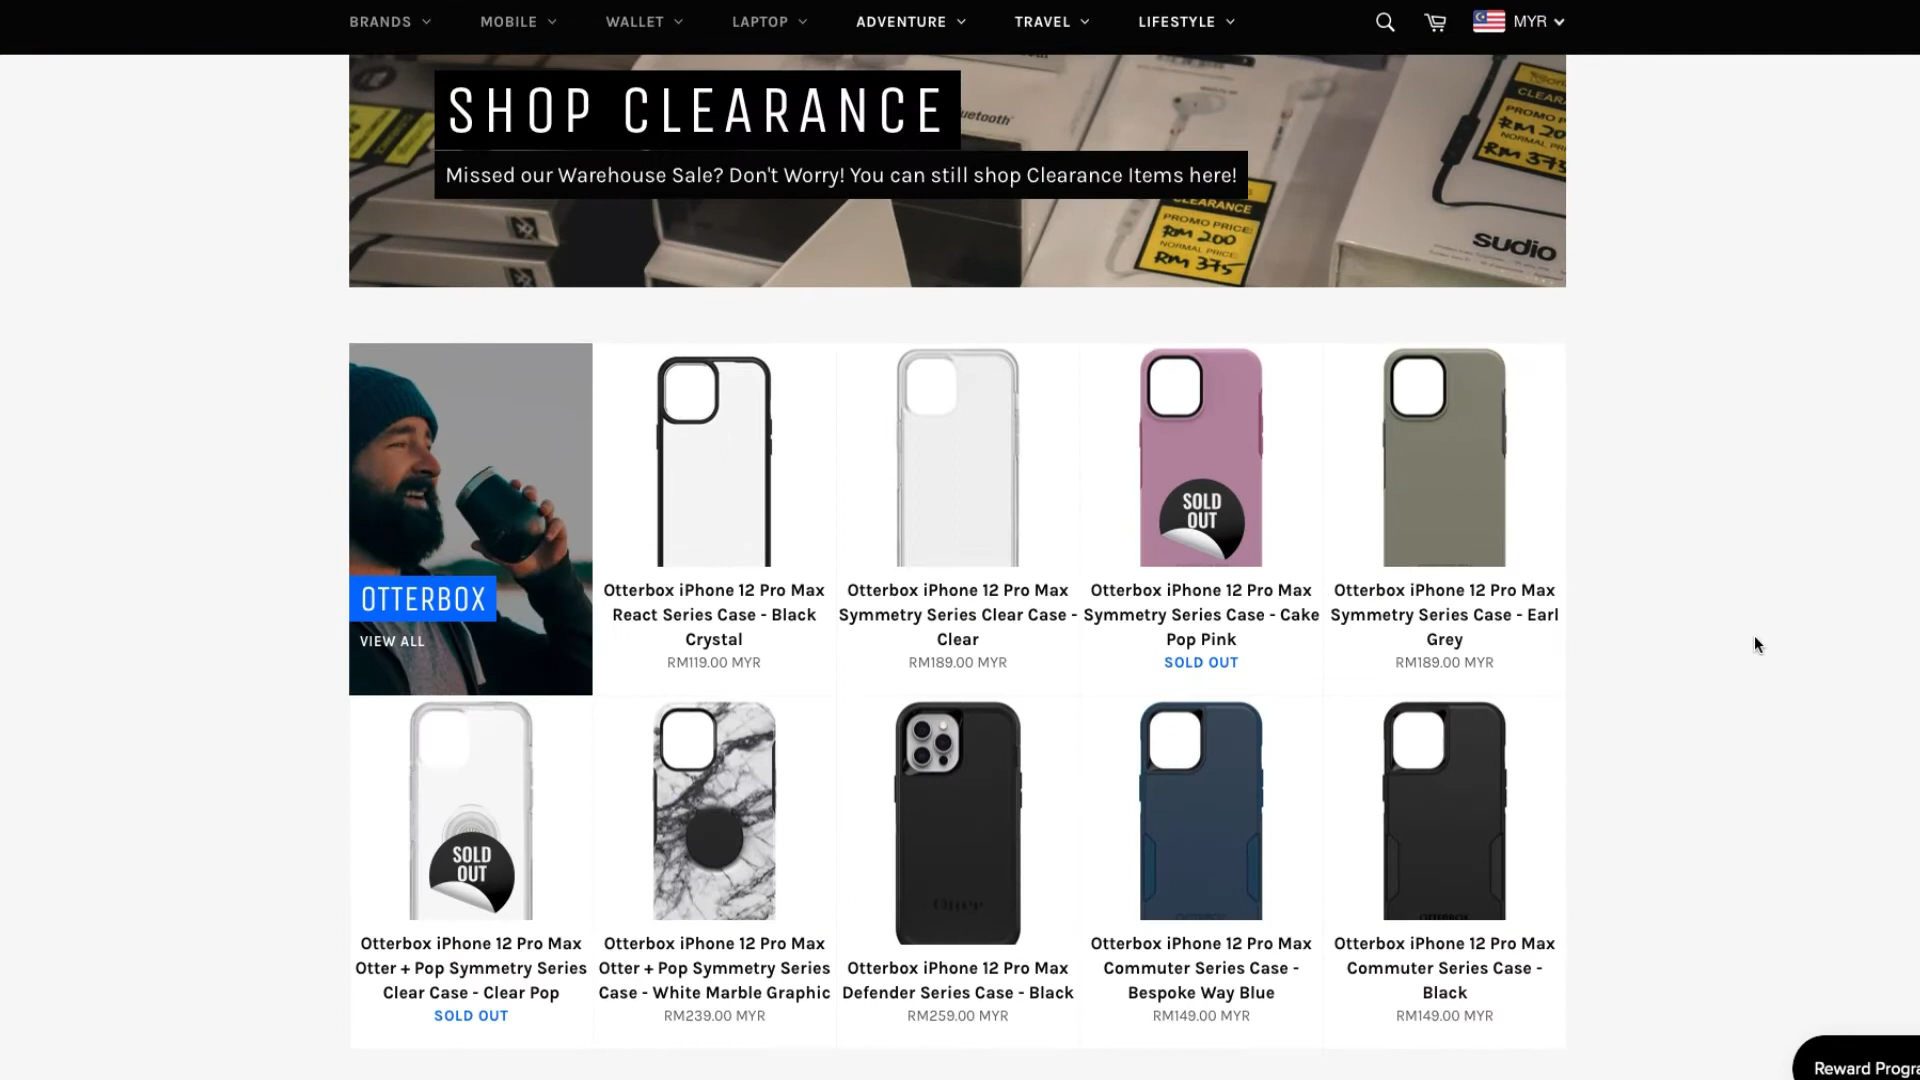 BRANDS MOBILE WALLET LAPTOP ADVENTURE TRAVEL LIFESTYLE MYR
SHOP CLEARANCE
Missed our Warehouse Sale? Don't Worry! You can still shop Clearance Items here!
CLEARANCE
PROMO PRICE:
RM 200
NORMAL PRICE:
RM 375
sudio
OTTERBOX
VIEW ALL
Otterbox iPhone 12 Pro Max
React Series Case - Black
Crystal
RM119.00 MYR
Otterbox iPhone 12 Pro Max
Symmetry Series Clear Case -
Clear
RM189.00 MYR
SOLD
OUT
Otterbox iPhone 12 Pro Max
Symmetry Series Case - Cake
Pop Pink
SOLD OUT
Otterbox iPhone 12 Pro Max
Symmetry Series Case - Earl
Grey
RM189.00 MYR
SOLD
OUT
Otterbox iPhone 12 Pro Max
Otter + Pop Symmetry Series
Clear Case - Clear Pop
SOLD OUT
Otterbox iPhone 12 Pro Max
Otter + Pop Symmetry Series
Case - White Marble Graphic
RM239.00 MYR
Otterbox iPhone 12 Pro Max
Defender Series Case - Black
RM259.00 MYR
Otterbox iPhone 12 Pro Max
Commuter Series Case -
Bespoke Way Blue
RM149.00 MYR
Otterbox iPhone 12 Pro Max
Commuter Series Case -
Black
RM149.00 MYR
Reward Progra